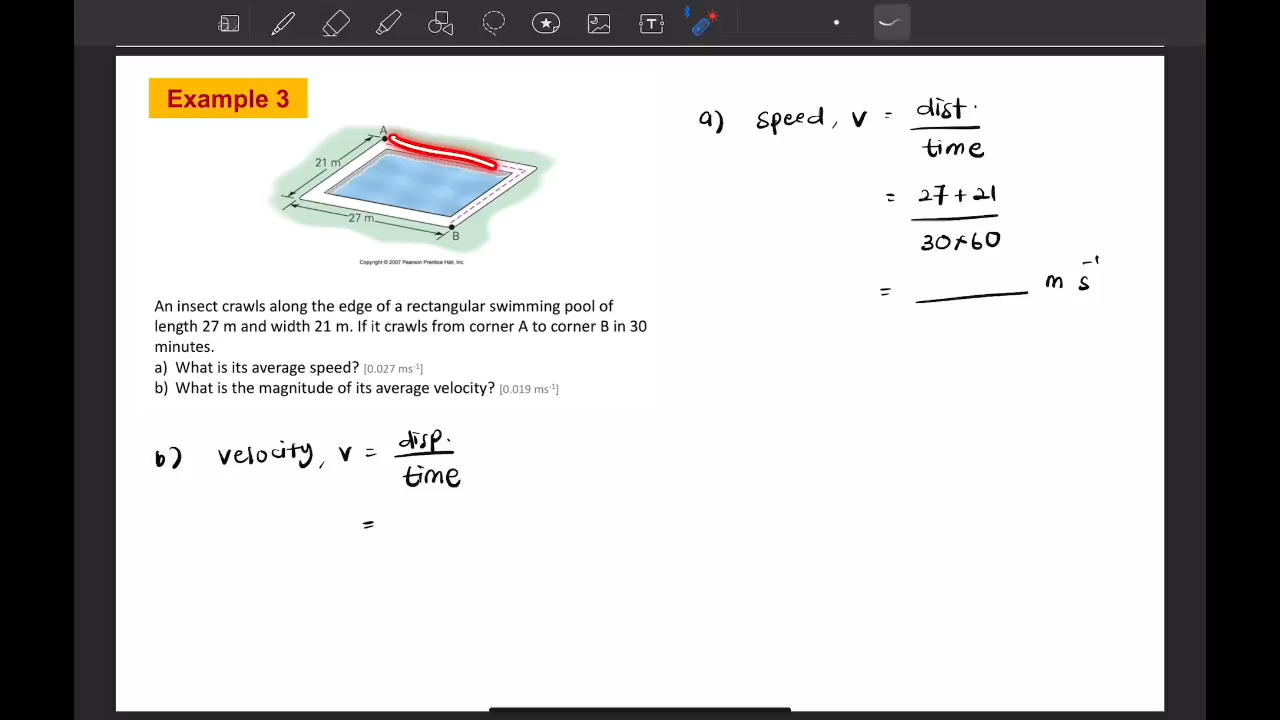 Example 3
A
21 m
27 m
B
Copyright © 2007 Pearson Prentice Hall, Inc.
An insect crawls along the edge of a rectangular swimming pool of
length 27 m and width 21 m. If it crawls from corner A to corner B in 30
minutes.
a) What is its average speed? [0.027 ms⁻¹]
b) What is the magnitude of its average velocity? [0.019 ms⁻¹]
a) speed, v = dist. / time
= 27 + 21 / 30 × 60
= ______ m s⁻¹
b) velocity, v = disp. / time
=